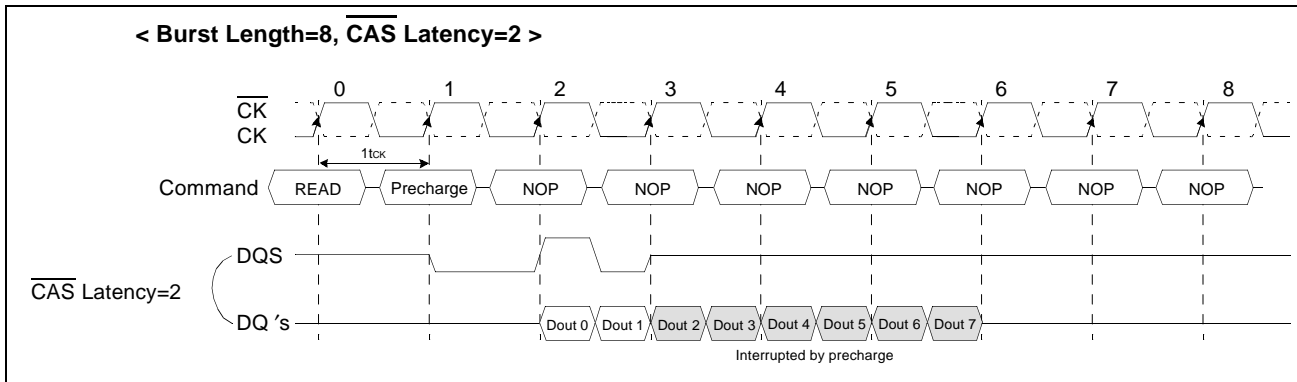 < Burst Length=8, CAS Latency=2 >
0 1 2 3 4 5 6 7 8
CK
CK
1tCK
Command READ Precharge NOP NOP NOP NOP NOP NOP NOP
DQS
CAS Latency=2
DQ 's Dout 0 Dout 1 Dout 2 Dout 3 Dout 4 Dout 5 Dout 6 Dout 7
Interrupted by precharge